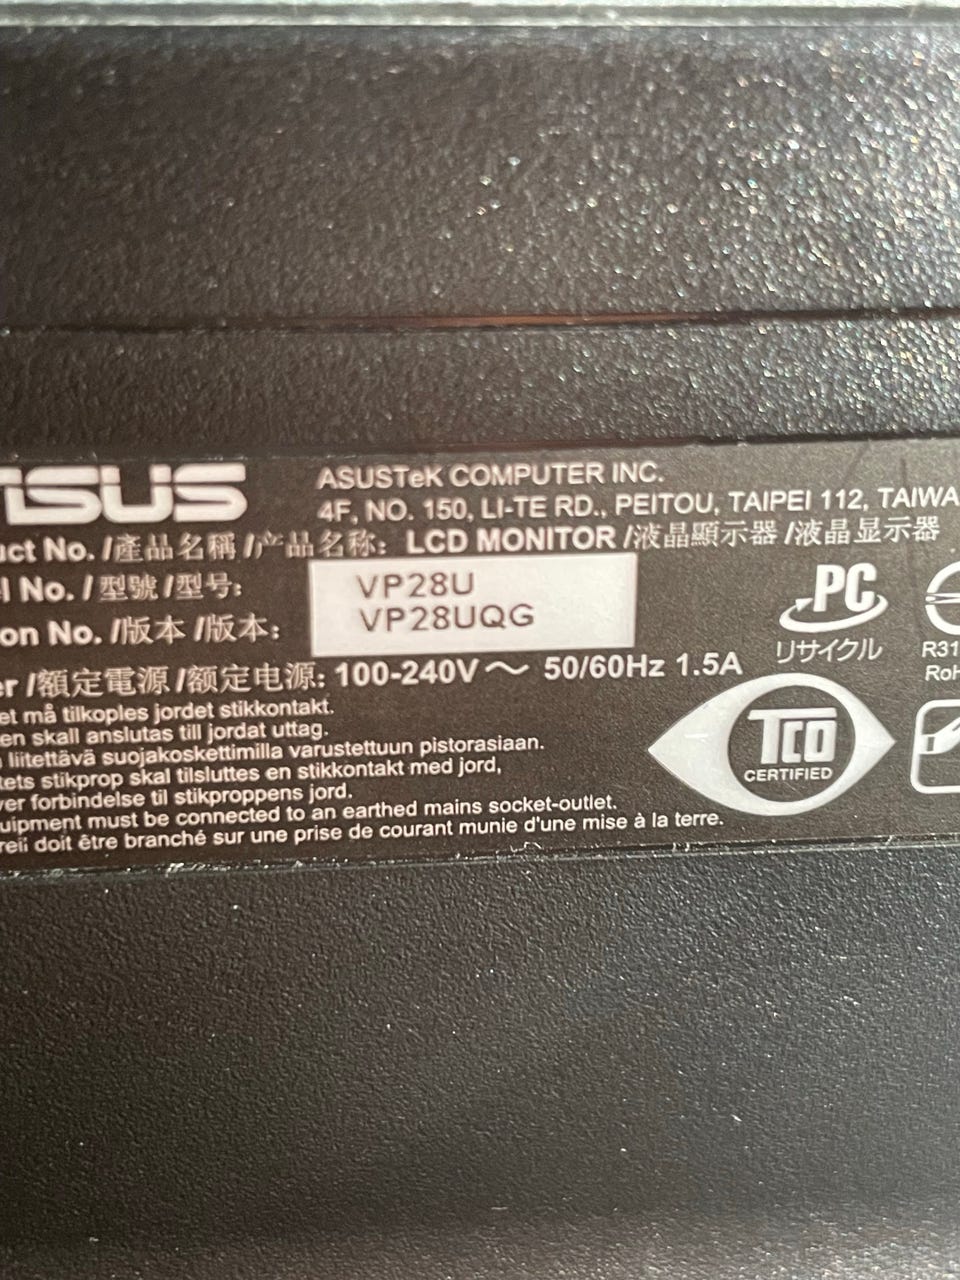 ASUS
ASUSTeK COMPUTER INC.
4F, NO. 150, LI-TE RD., PEITOU, TAIPEI 112, TAIWA
uct No. /產品名稱 /产品名称: LCD MONITOR /液晶顯示器 /液晶显示器
l No. / 型號 /型号: VP28U
on No. /版本 /版本: VP28UQG
PC
リサイクル
R31
RoH
er /額定電源 /额定电源: 100-240V ～ 50/60Hz 1.5A
et må tilkoples jordet stikkontakt.
en skall anslutas till jordat uttag.
liitettävä suojakoskettimilla varustettuun pistorasiaan.
tets stikprop skal tilsluttes en stikkontakt med jord,
ver forbindelse til stikproppens jord.
uipment must be connected to an earthed mains socket-outlet.
reli doit être branché sur une prise de courant munie d'une mise à la terre.
TCO
CERTIFIED